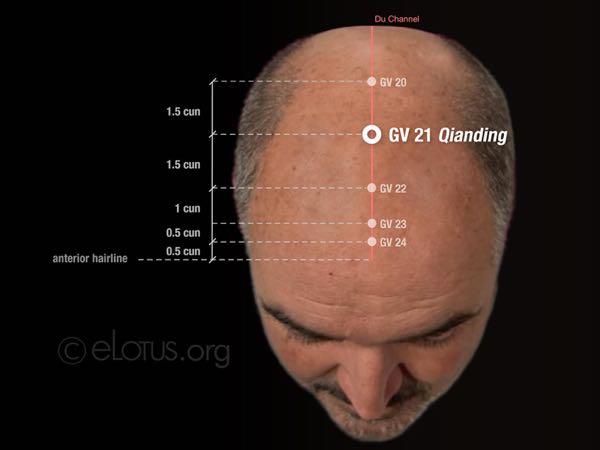 Du Channel
GV 20
1.5 cun
GV 21 Qianding
1.5 cun
GV 22
1 cun
GV 23
0.5 cun
GV 24
0.5 cun
anterior hairline
© eLotus.org